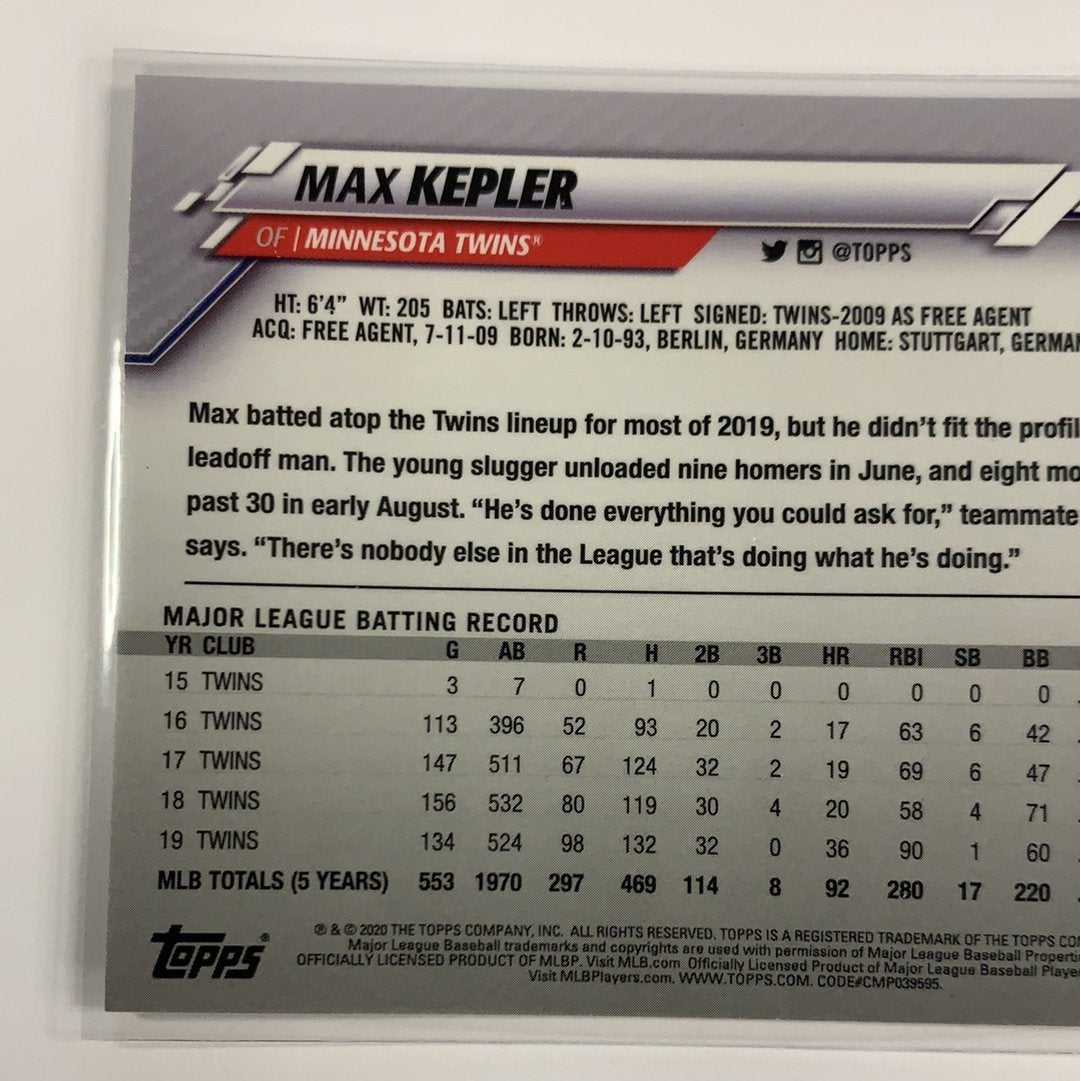 MAX KEPLER
OF | MINNESOTA TWINS®
@TOPPS
HT: 6'4” WT: 205 BATS: LEFT THROWS: LEFT SIGNED: TWINS-2009 AS FREE AGENT
ACQ: FREE AGENT, 7-11-09 BORN: 2-10-93, BERLIN, GERMANY HOME: STUTTGART, GERMAN
Max batted atop the Twins lineup for most of 2019, but he didn’t fit the profil
leadoff man. The young slugger unloaded nine homers in June, and eight mo
past 30 in early August. “He’s done everything you could ask for,” teammate
says. “There’s nobody else in the League that’s doing what he’s doing.”
MAJOR LEAGUE BATTING RECORD
YR CLUB G AB R H 2B 3B HR RBI SB BB
15 TWINS 3 7 0 1 0 0 0 0 0 0
16 TWINS 113 396 52 93 20 2 17 63 6 42
17 TWINS 147 511 67 124 32 2 19 69 6 47
18 TWINS 156 532 80 119 30 4 20 58 4 71
19 TWINS 134 524 98 132 32 0 36 90 1 60
MLB TOTALS (5 YEARS) 553 1970 297 469 114 8 92 280 17 220
TOPPS®
® & © 2020 THE TOPPS COMPANY, INC. ALL RIGHTS RESERVED. TOPPS IS A REGISTERED TRADEMARK OF THE TOPPS CO
Major League Baseball trademarks and copyrights are used with permission of Major League Baseball Properti
OFFICIALLY LICENSED PRODUCT OF MLBP. Visit MLB.com Officially Licensed Product of Major League Baseball Playe
Visit MLBPlayers.com. WWW.TOPPS.COM. CODE#CMP039595.